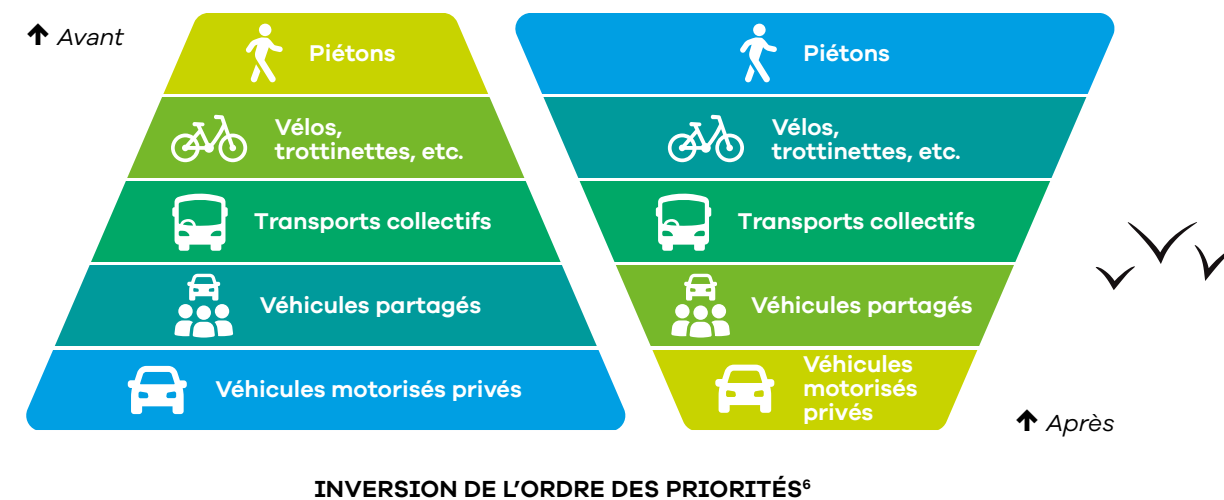 Avant
Piétons
Vélos,
trottinettes, etc.
Transports collectifs
Véhicules partagés
Véhicules motorisés privés
Piétons
Vélos,
trottinettes, etc.
Transports collectifs
Véhicules partagés
Véhicules
motorisés
privés
Après
INVERSION DE L'ORDRE DES PRIORITÉS⁶